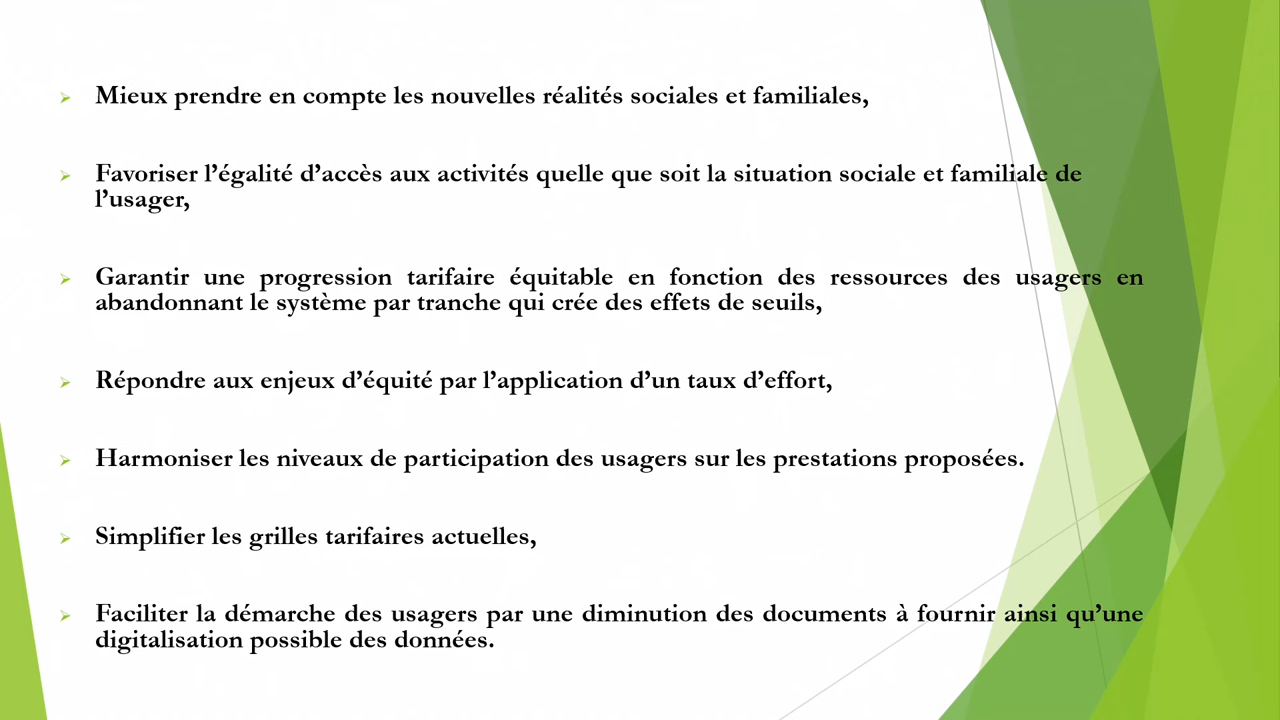 Mieux prendre en compte les nouvelles réalités sociales et familiales,
Favoriser l’égalité d’accès aux activités quelle que soit la situation sociale et familiale de
l’usager,
Garantir une progression tarifaire équitable en fonction des ressources des usagers en
abandonnant le système par tranche qui crée des effets de seuils,
Répondre aux enjeux d’équité par l’application d’un taux d’effort,
Harmoniser les niveaux de participation des usagers sur les prestations proposées.
Simplifier les grilles tarifaires actuelles,
Faciliter la démarche des usagers par une diminution des documents à fournir ainsi qu’une
digitalisation possible des données.